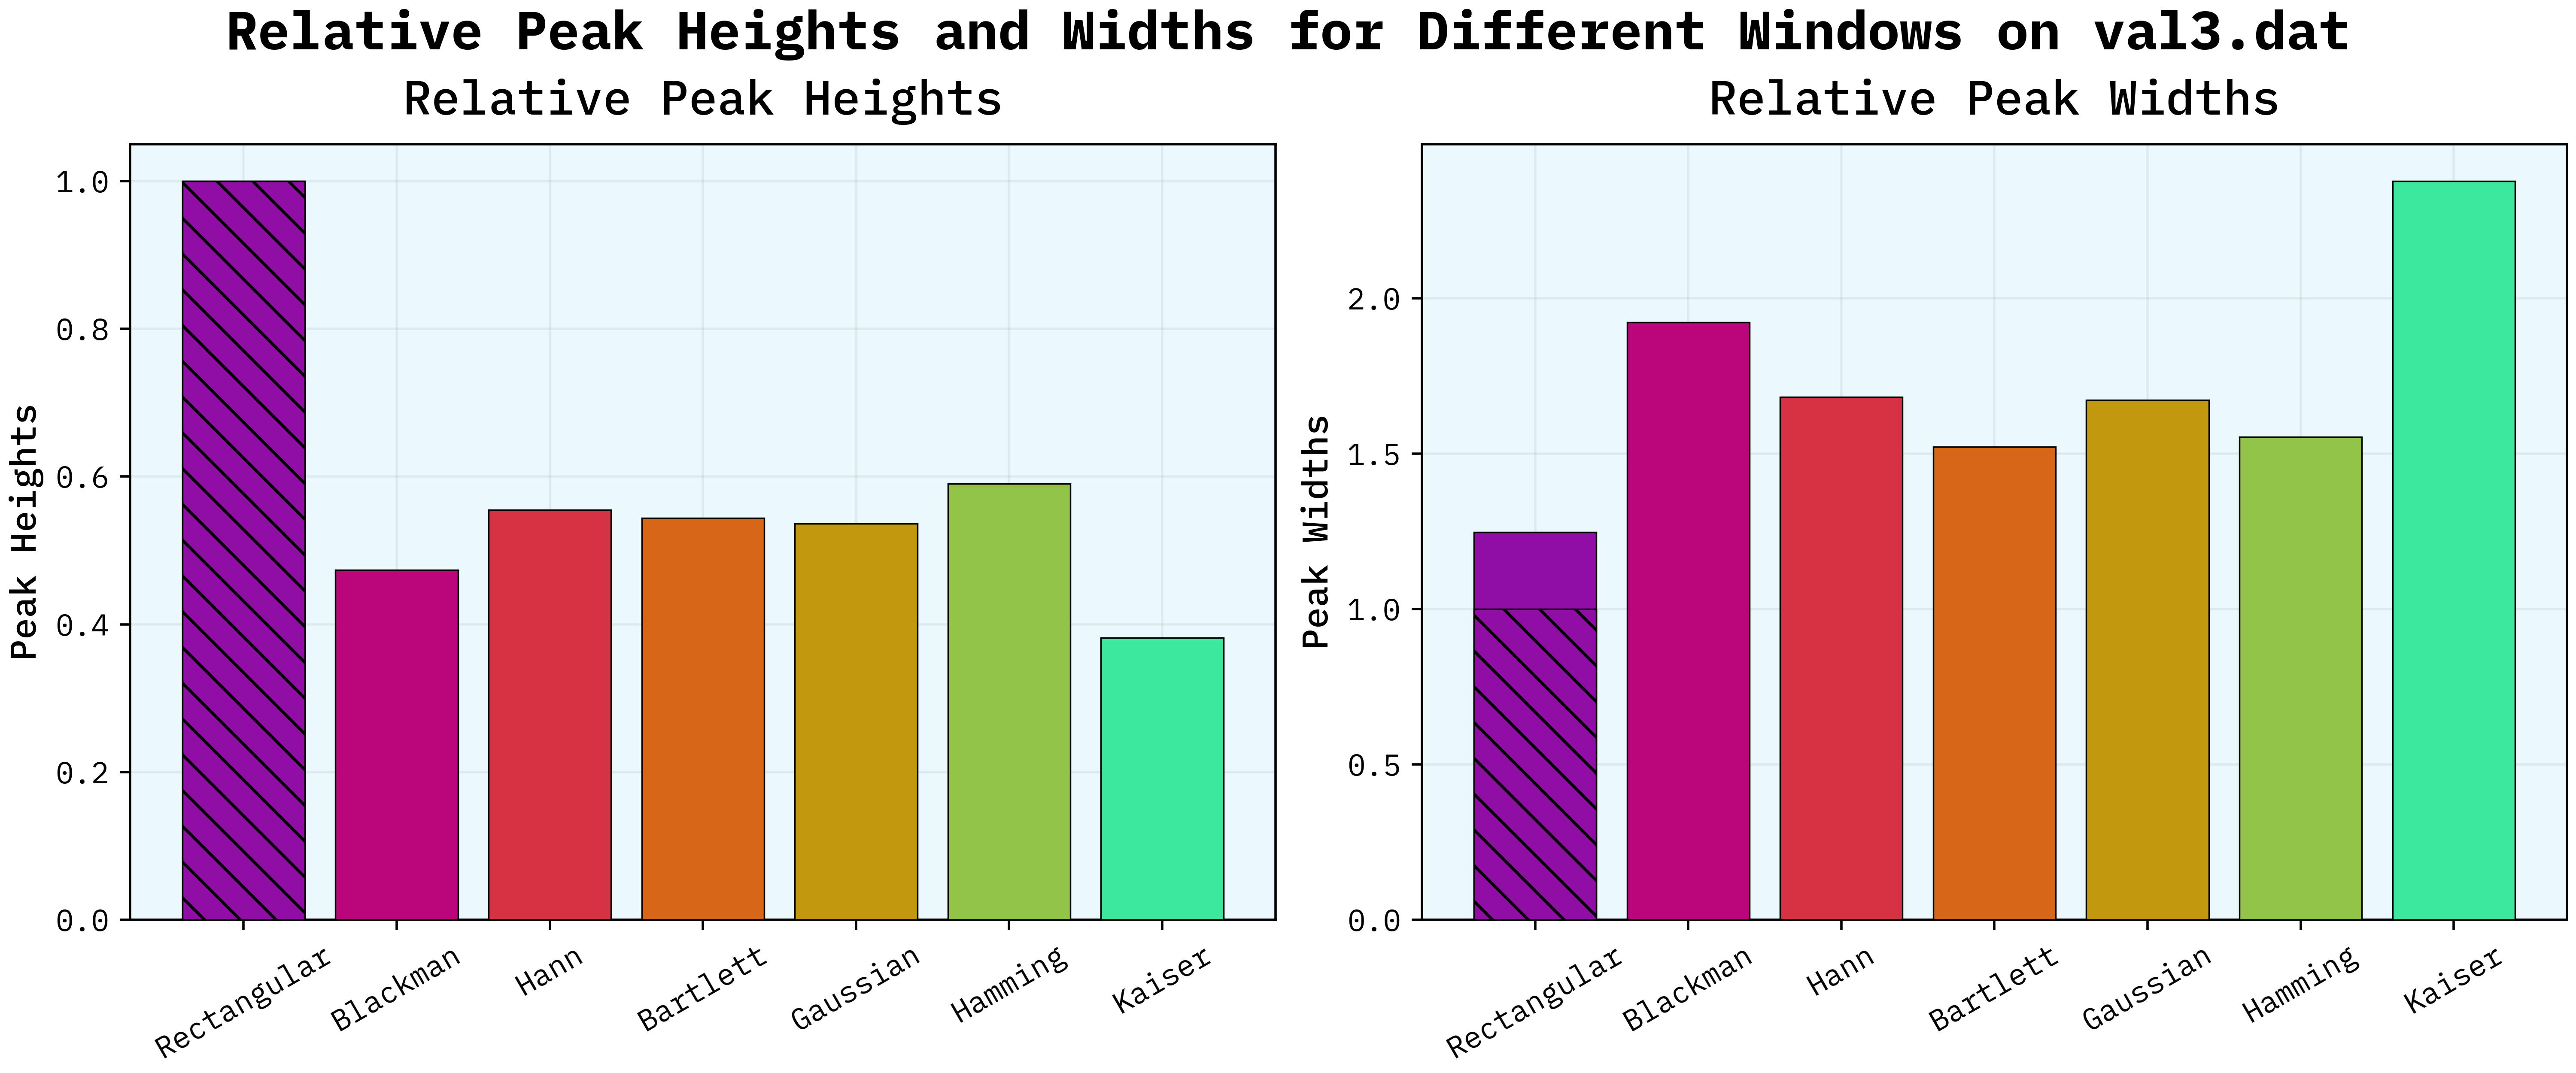 Relative Peak Heights and Widths for Different Windows on val3.dat
Relative Peak Heights
Peak Heights
1.0
0.8
0.6
0.4
0.2
0.0
Rectangular
Blackman
Hann
Bartlett
Gaussian
Hamming
Kaiser
Relative Peak Widths
Peak Widths
2.0
1.5
1.0
0.5
0.0
Rectangular
Blackman
Hann
Bartlett
Gaussian
Hamming
Kaiser